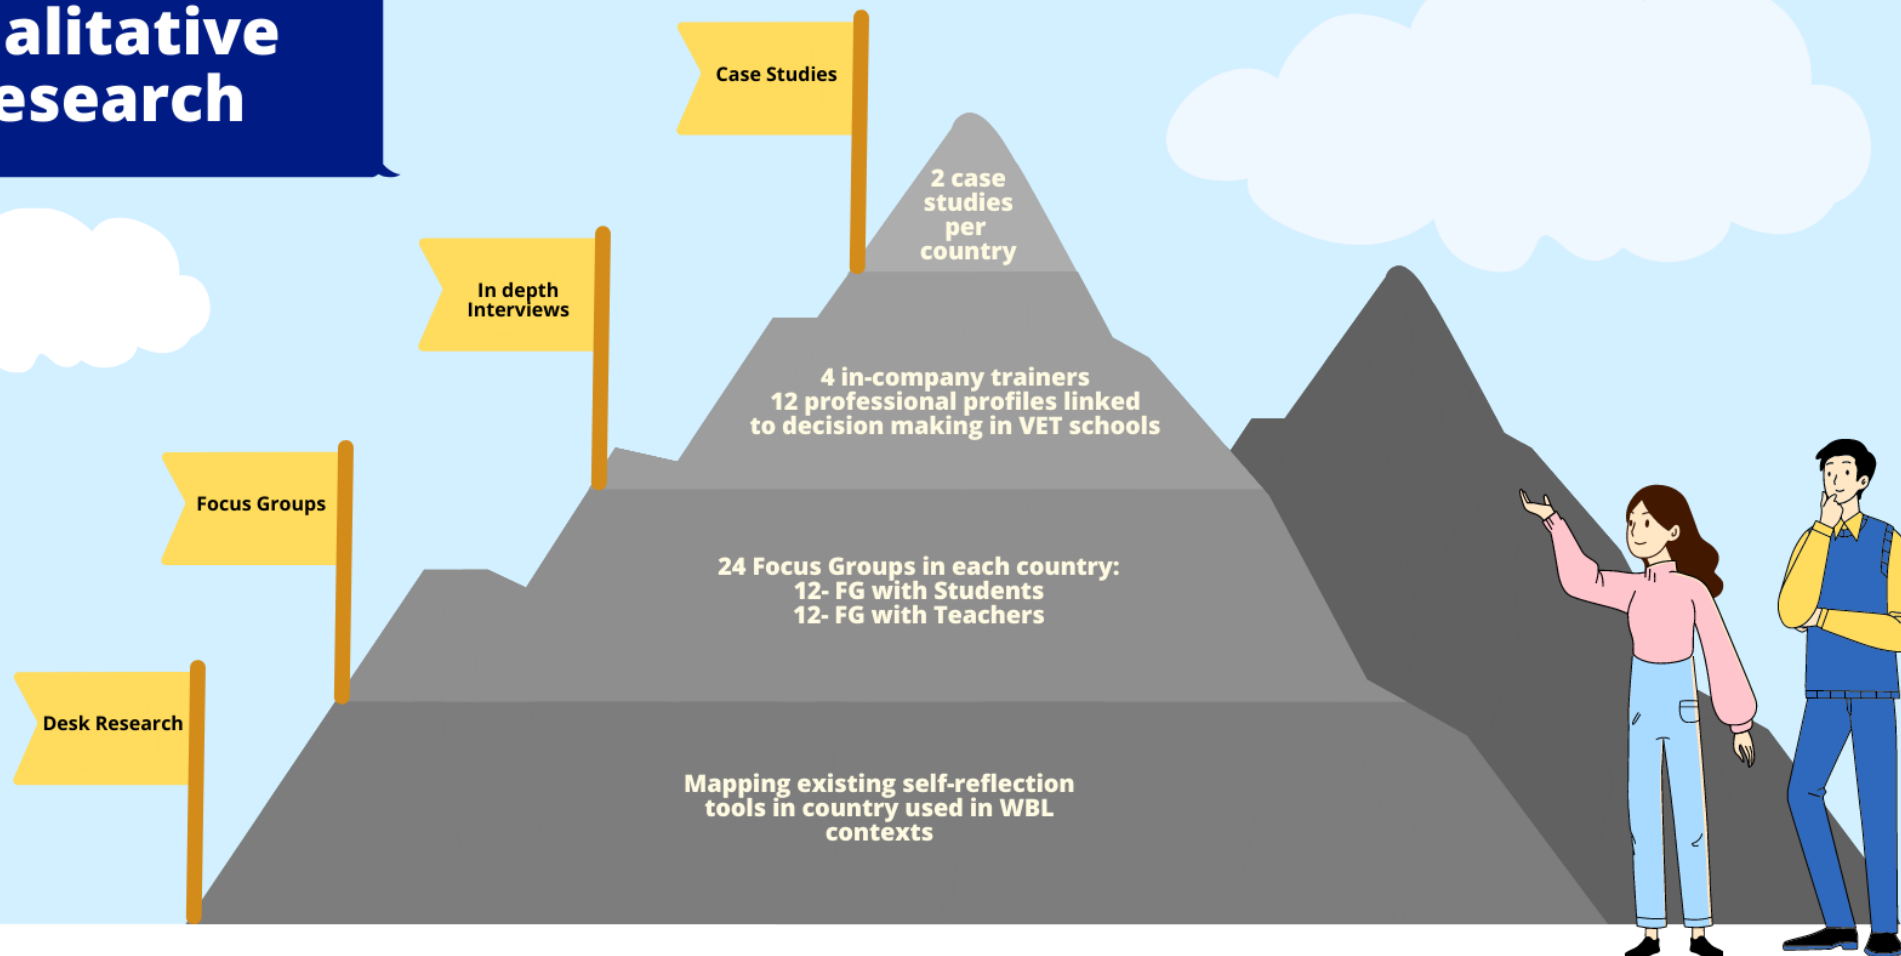 alitative
esearch
Case Studies
2 case
studies
per
country
In depth
Interviews
4 in-company trainers
12 professional profiles linked
to decision making in VET schools
Focus Groups
24 Focus Groups in each country:
12- FG with Students
12- FG with Teachers
Desk Research
Mapping existing self-reflection
tools in country used in WBL
contexts